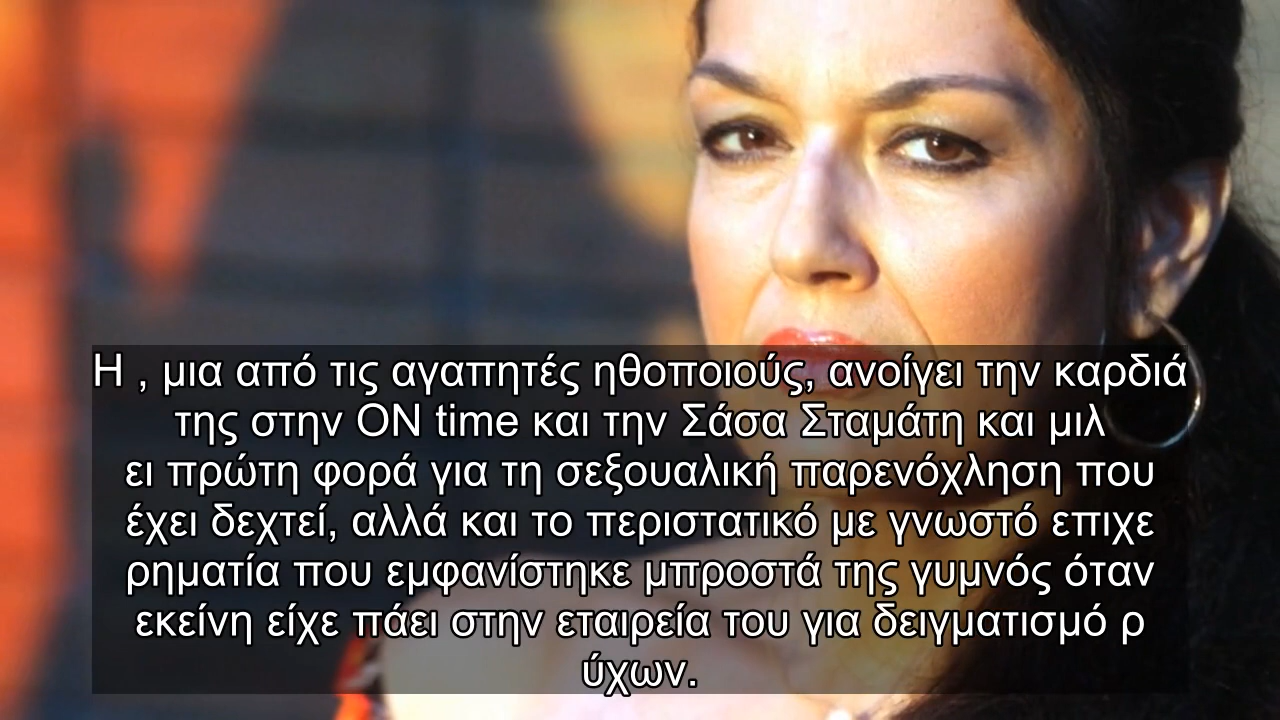 Η , μια από τις αγαπητές ηθοποιούς, ανοίγει την καρδιά
της στην ON time και την Σάσα Σταμάτη και μιλ
ει πρώτη φορά για τη σεξουαλική παρενόχληση που
έχει δεχτεί, αλλά και το περιστατικό με γνωστό επιχε
ρηματία που εμφανίστηκε μπροστά της γυμνός όταν
εκείνη είχε πάει στην εταιρεία του για δειγματισμό ρ
ύχων.